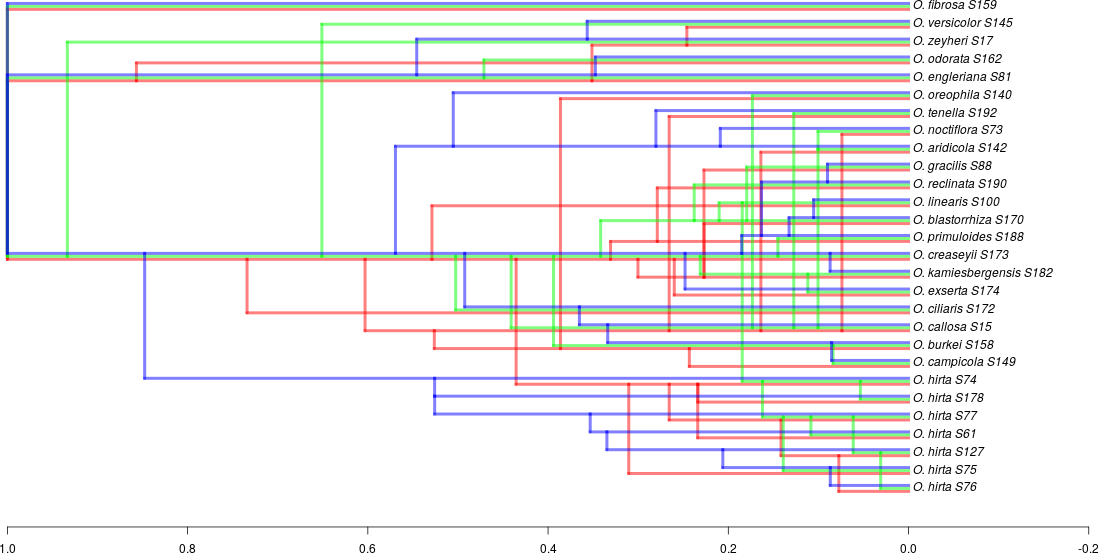 O. fibrosa S159
O. versicolor S145
O. zeyheri S17
O. odorata S162
O. engleriana S81
O. oreophila S140
O. tenella S192
O. noctiflora S73
O. aridicola S142
O. gracilis S88
O. reclinata S190
O. linearis S100
O. blastorrhiza S170
O. primuloides S188
O. creaseyii S173
O. kamiesbergensis S182
O. exserta S174
O. ciliaris S172
O. callosa S15
O. burkei S158
O. campicola S149
O. hirta S74
O. hirta S178
O. hirta S77
O. hirta S61
O. hirta S127
O. hirta S75
O. hirta S76
1.0 0.8 0.6 0.4 0.2 0.0 -0.2